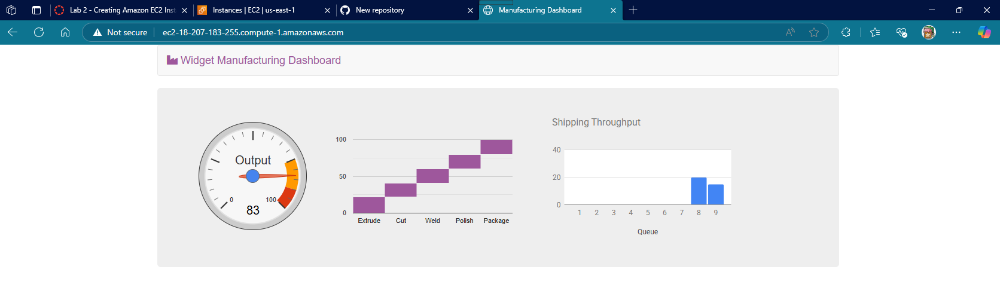 Lab 2 - Creating Amazon EC2 Inst
Instances | EC2 | us-east-1
New repository
Manufacturing Dashboard
Not secure
ec2-18-207-183-255.compute-1.amazonaws.com
Widget Manufacturing Dashboard
Output
0
100
83
100
50
0
Extrude Cut Weld Polish Package
Shipping Throughput
40
20
0
1 2 3 4 5 6 7 8 9
Queue